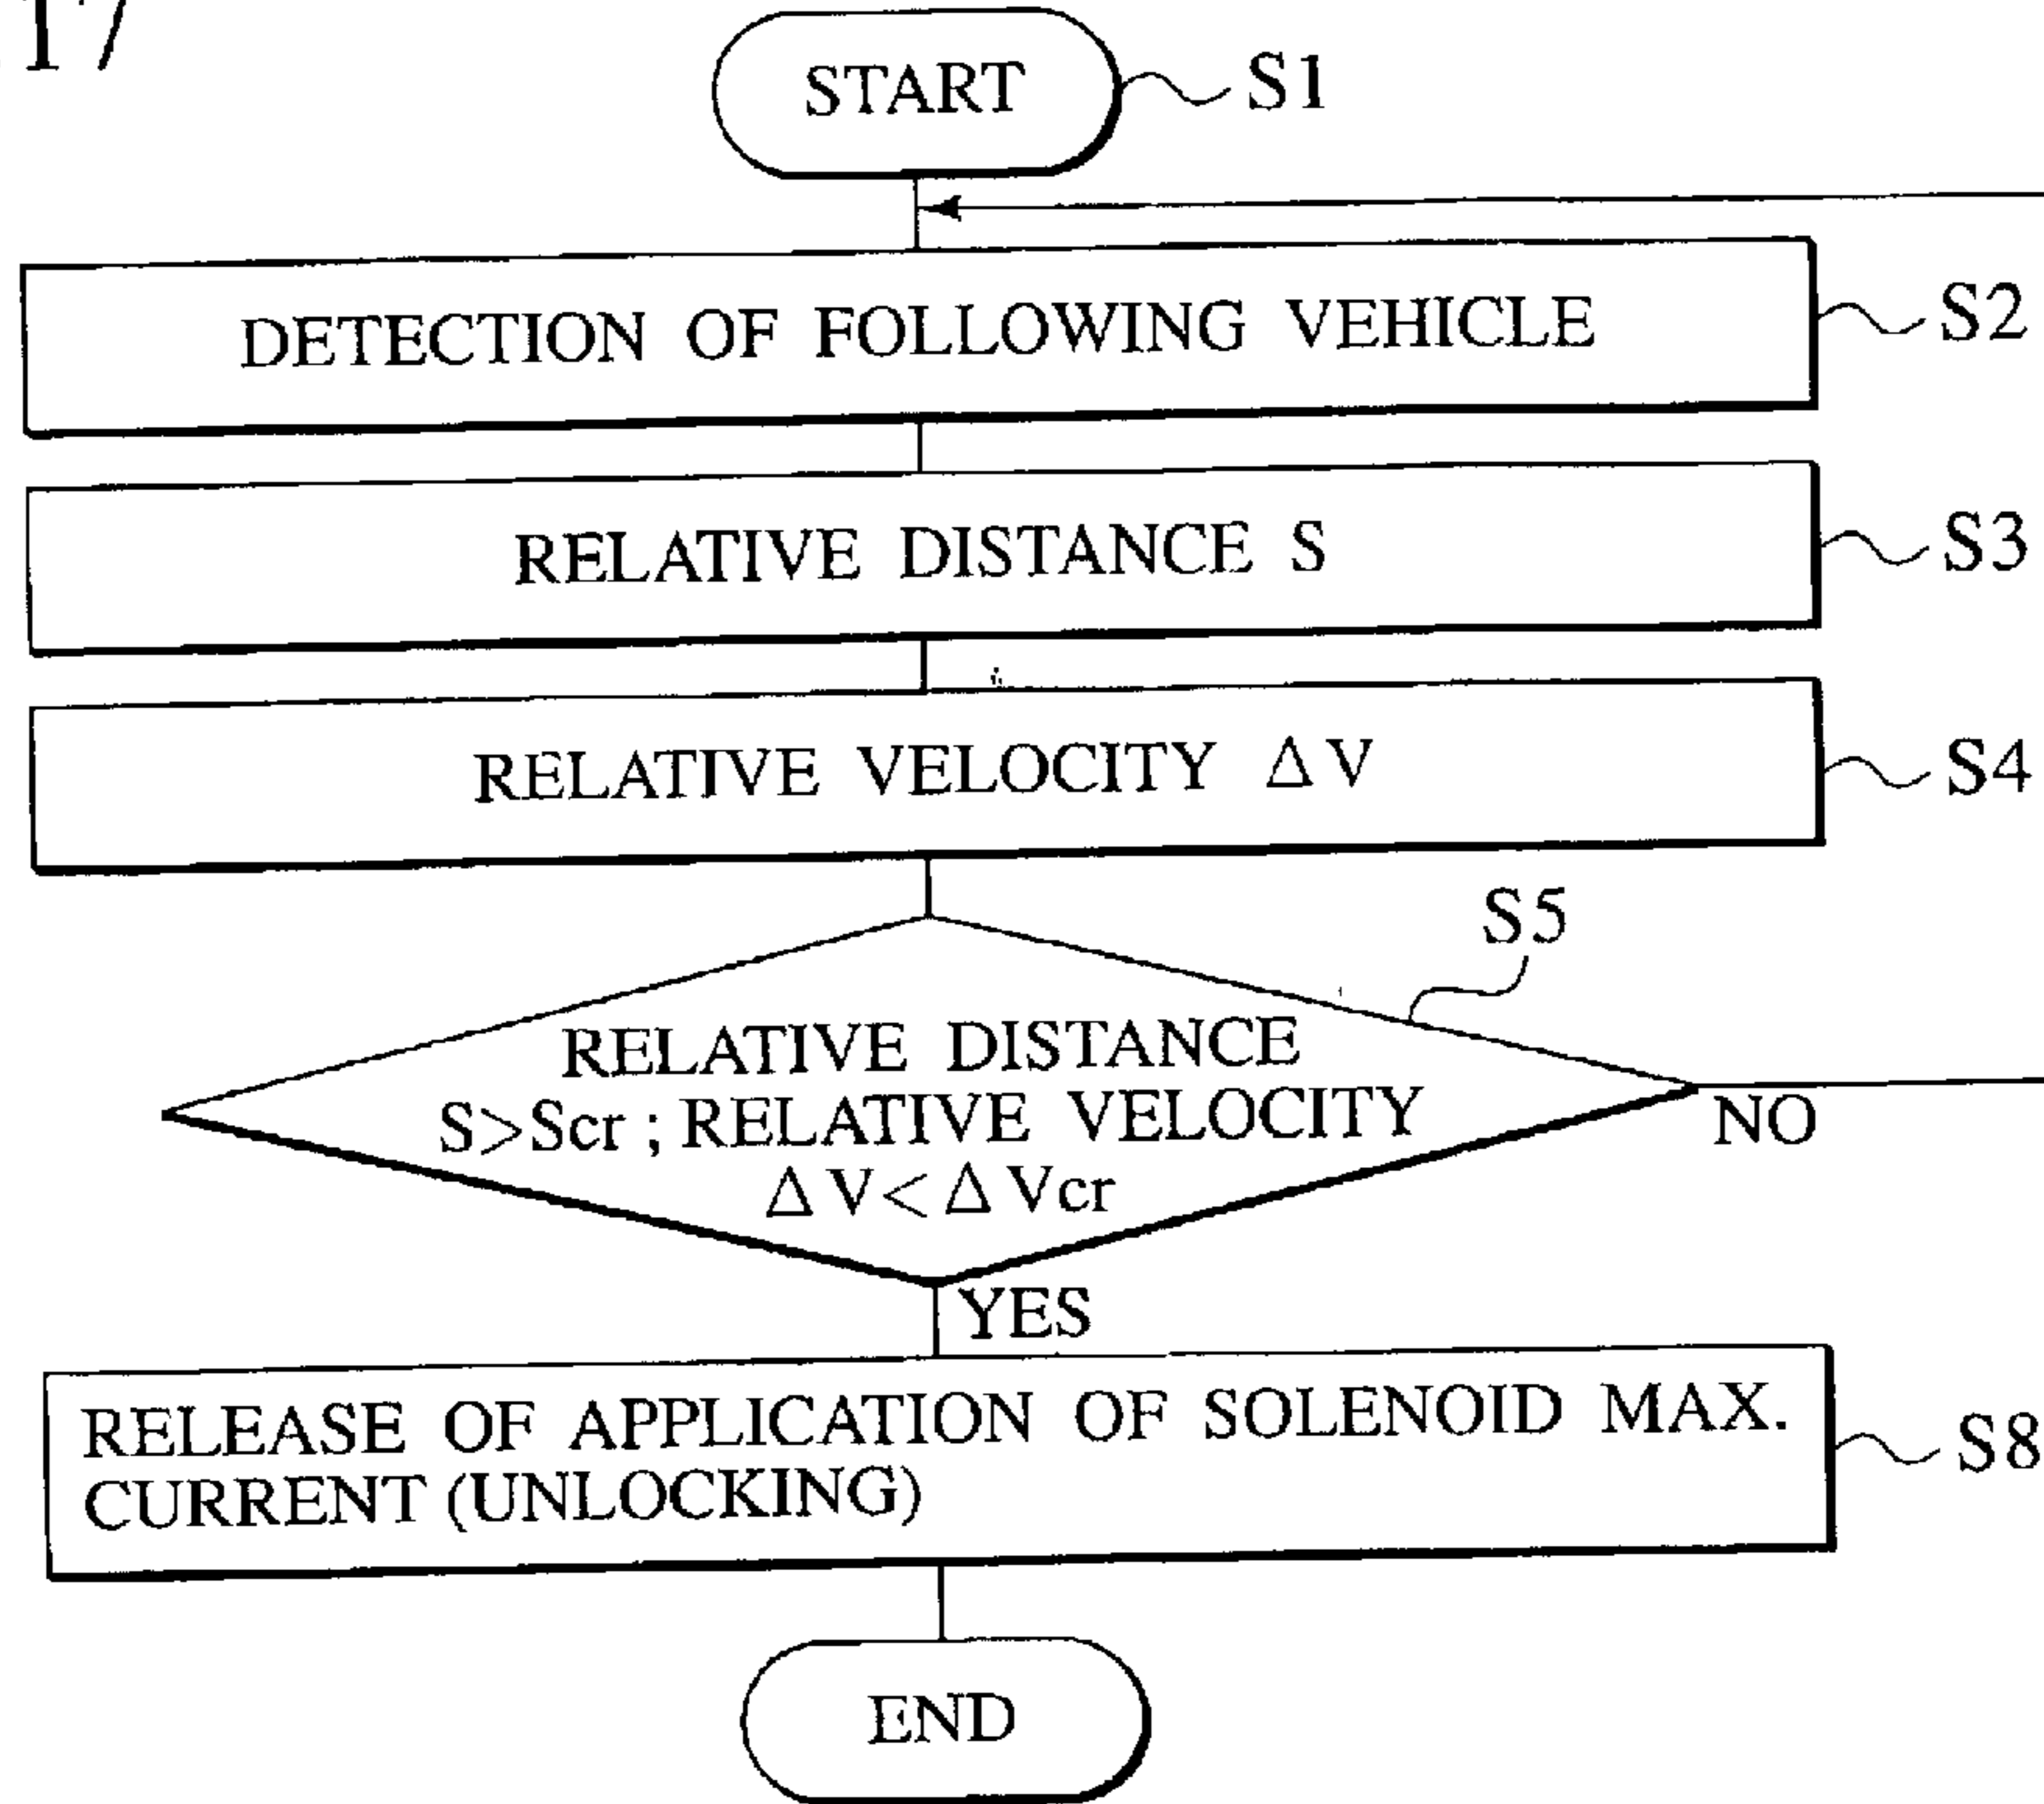 17
START
S1
DETECTION OF FOLLOWING VEHICLE
S2
RELATIVE DISTANCE S
S3
RELATIVE VELOCITY ΔV
S4
S5
RELATIVE DISTANCE
S>Scr ; RELATIVE VELOCITY
ΔV<ΔVcr
NO
YES
RELEASE OF APPLICATION OF SOLENOID MAX.
CURRENT (UNLOCKING)
S8
END